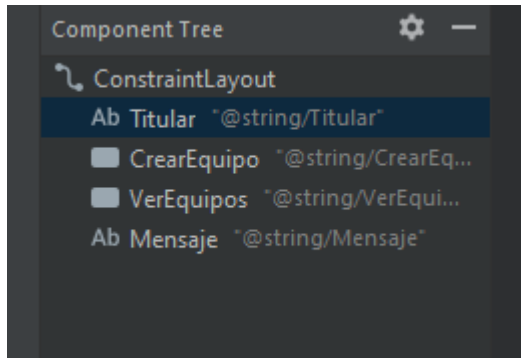 Component Tree
ConstraintLayout
Ab Titular "@string/Titular"
CrearEquipo "@string/CrearEq...
VerEquipos "@string/VerEqui...
Ab Mensaje "@string/Mensaje"